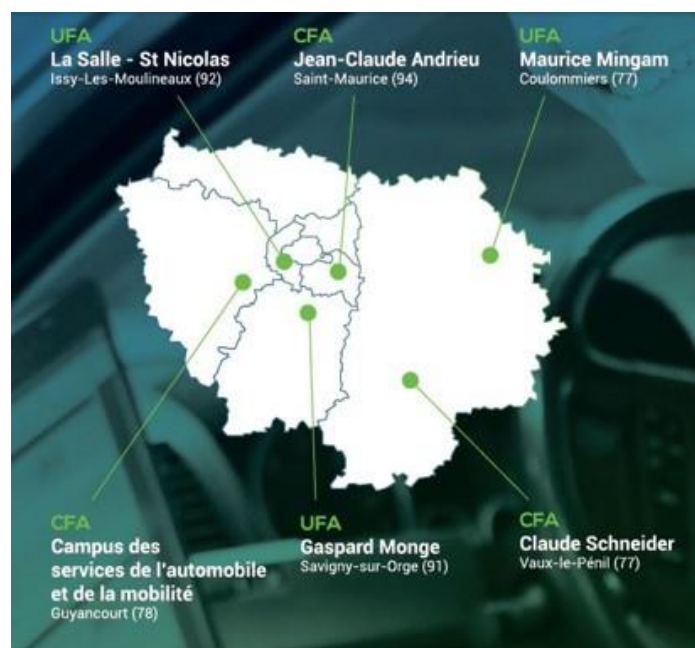 UFA
La Salle - St Nicolas
Issy-Les-Moulineaux (92)
CFA
Jean-Claude Andrieu
Saint-Maurice (94)
UFA
Maurice Mingam
Coulommiers (77)
CFA
Campus des
services de l'automobile
et de la mobilité
Guyancourt (78)
UFA
Gaspard Monge
Savigny-sur-Orge (91)
CFA
Claude Schneider
Vaux-le-Pénil (77)